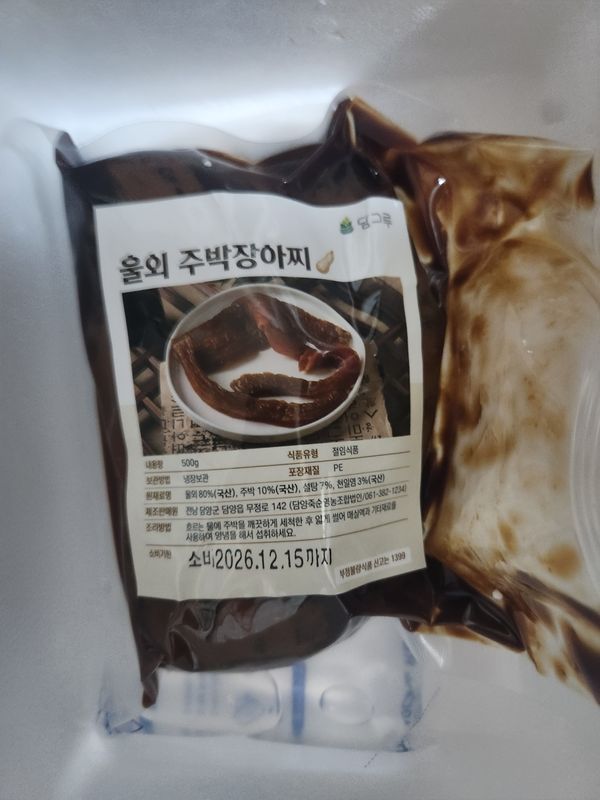 담그루
울외 주박장아찌
내용량 500g 식품유형 절임식품
보관방법 냉장보관 포장재질 PE
원재료명 울외 80%(국산), 주박 10%(국산), 설탕 7%, 천일염 3%(국산)
제조판매원 전남 담양군 담양읍 무정로 142 (담양죽순영농조합법인/061-382-1234)
조리방법 흐르는 물에 주박을 깨끗하게 세척한 후 얇게 썰어 매실액과 기타재료를
사용하여 양념을 해서 섭취하세요.
소비기한 소비2026.12.15까지
부정불량식품 신고는 1399